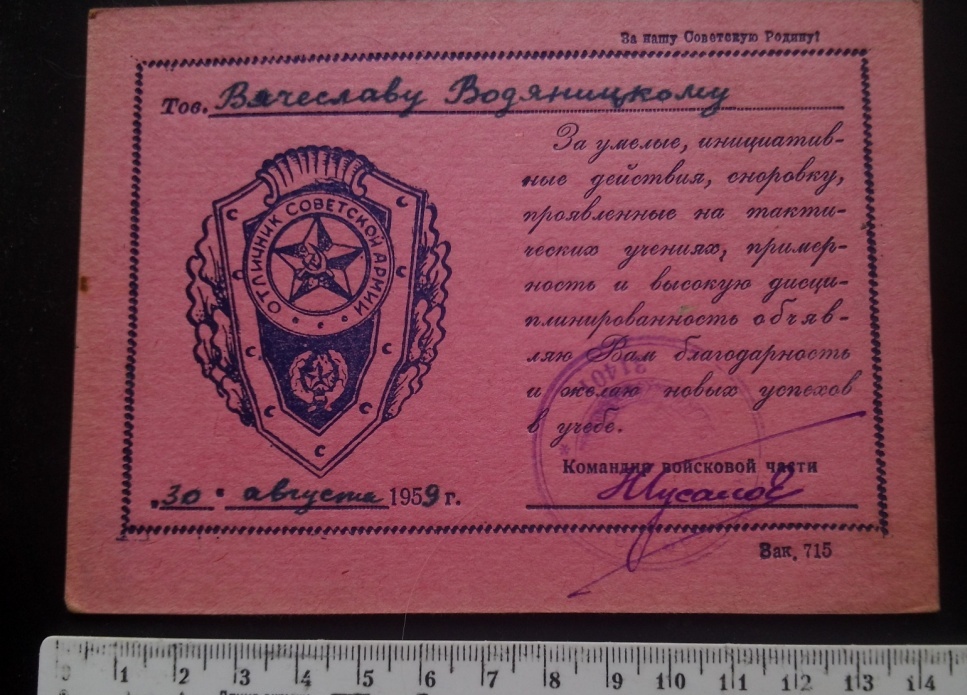 За нашу Советскую Родину!
Тов. Вячеславу Водяницкому
За умелые, инициатив-
ные действия, сноровку,
проявленные на такти-
ческих учениях, пример-
ность и высокую дисци-
плинированность объяв-
ляю Вам благодарность
и желаю новых успехов
в учебе.
ОТЛИЧНИК СОВЕТСКОЙ АРМИИ
Командир войсковой части
„30“ августа 1959 г.
Зак. 715
1 2 3 4 5 6 7 8 9 10 11 12 13 14